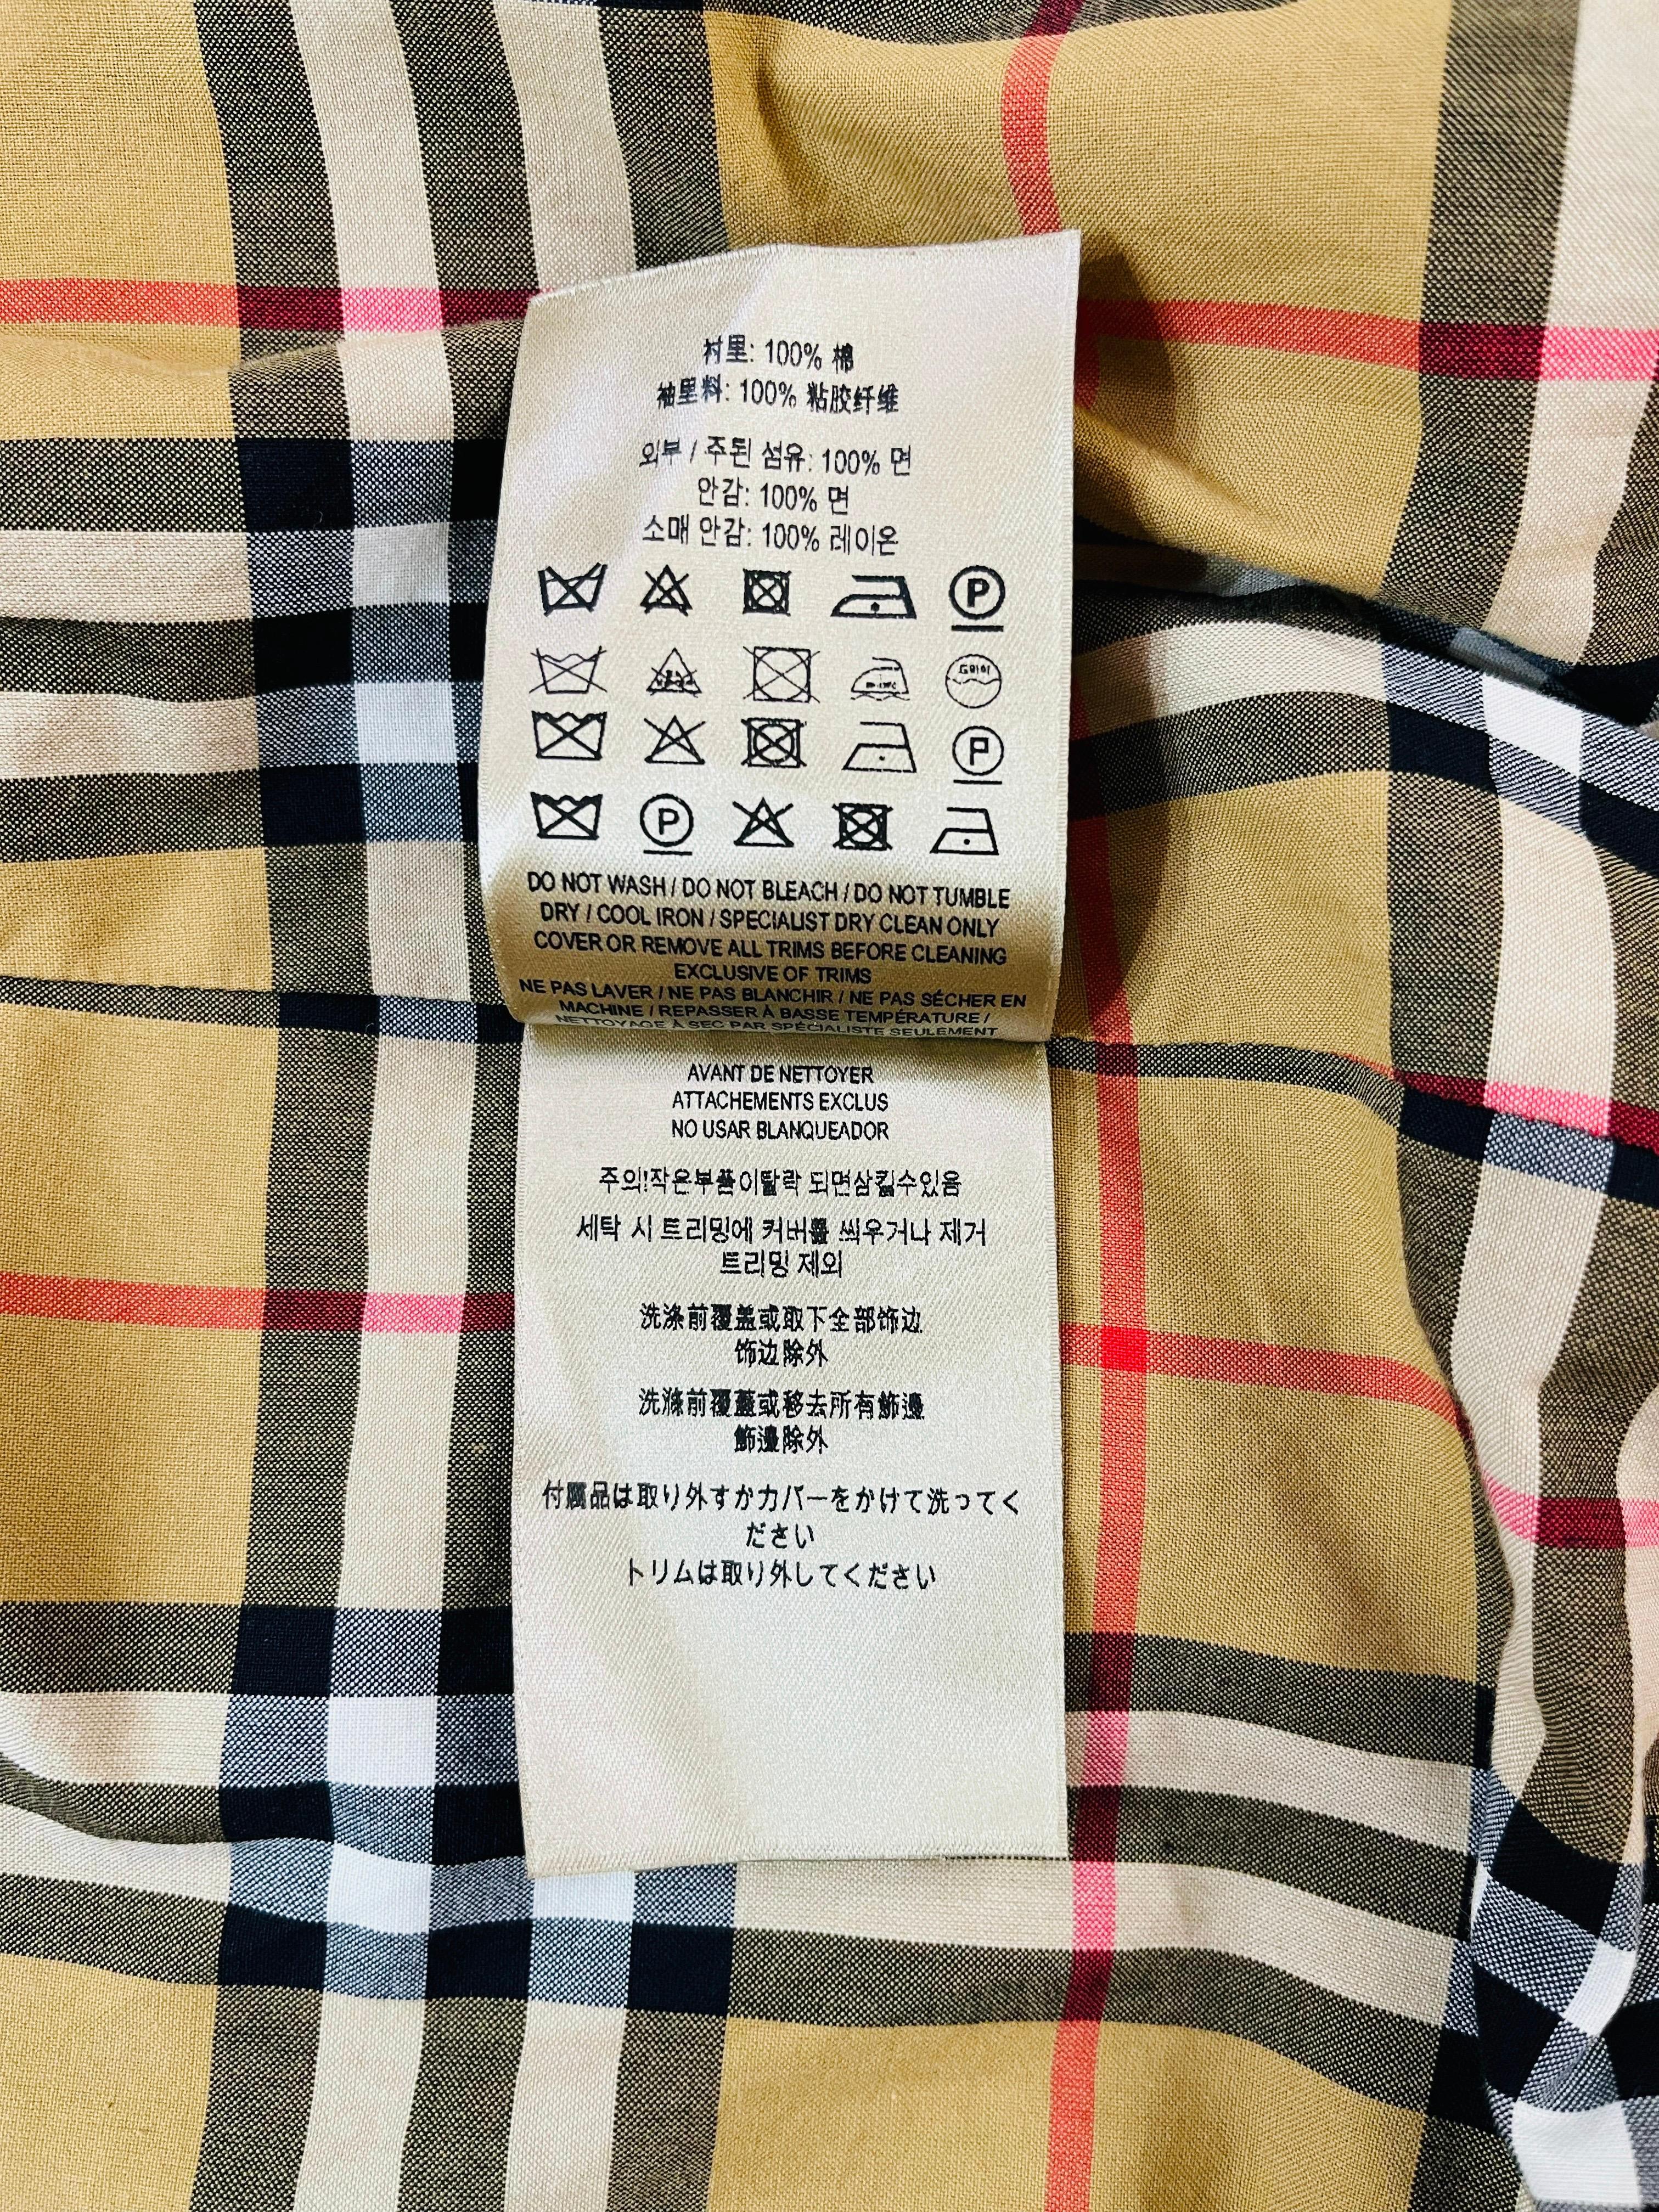 衬里: 100% 棉
袖里料: 100% 粘胶纤维
외부 / 주된 섬유: 100% 면
안감: 100% 면
소매 안감: 100% 레이온
P
드라이
P
P
DO NOT WASH / DO NOT BLEACH / DO NOT TUMBLE
DRY / COOL IRON / SPECIALIST DRY CLEAN ONLY
COVER OR REMOVE ALL TRIMS BEFORE CLEANING
EXCLUSIVE OF TRIMS
NE PAS LAVER / NE PAS BLANCHIR / NE PAS SÉCHER EN
MACHINE / REPASSER À BASSE TEMPÉRATURE /
NETTOYAGE À SEC PAR SPÉCIALISTE SEULEMENT
AVANT DE NETTOYER
ATTACHEMENTS EXCLUS
NO USAR BLANQUEADOR
주의!작은부품이탈락 되면삼킬수있음
세탁 시 트리밍에 커버를 씌우거나 제거
트리밍 제외
洗涤前覆盖或取下全部饰边
饰边除外
洗滌前覆蓋或移去所有飾邊
飾邊除外
付属品は取り外すかカバーをかけて洗ってく
ださい
トリムは取り外してください